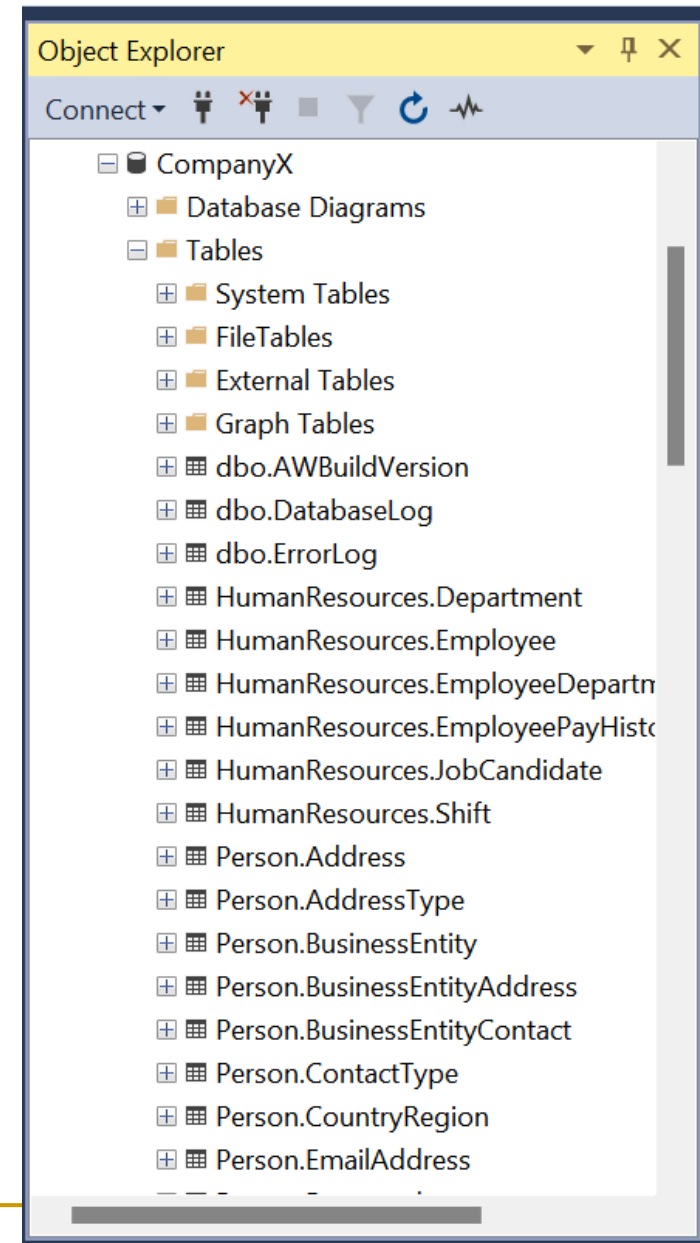 Object Explorer
Connect
CompanyX
Database Diagrams
Tables
System Tables
FileTables
External Tables
Graph Tables
dbo.AWBuildVersion
dbo.DatabaseLog
dbo.ErrorLog
HumanResources.Department
HumanResources.Employee
HumanResources.EmployeeDepartm
HumanResources.EmployeePayHisto
HumanResources.JobCandidate
HumanResources.Shift
Person.Address
Person.AddressType
Person.BusinessEntity
Person.BusinessEntityAddress
Person.BusinessEntityContact
Person.ContactType
Person.CountryRegion
Person.EmailAddress